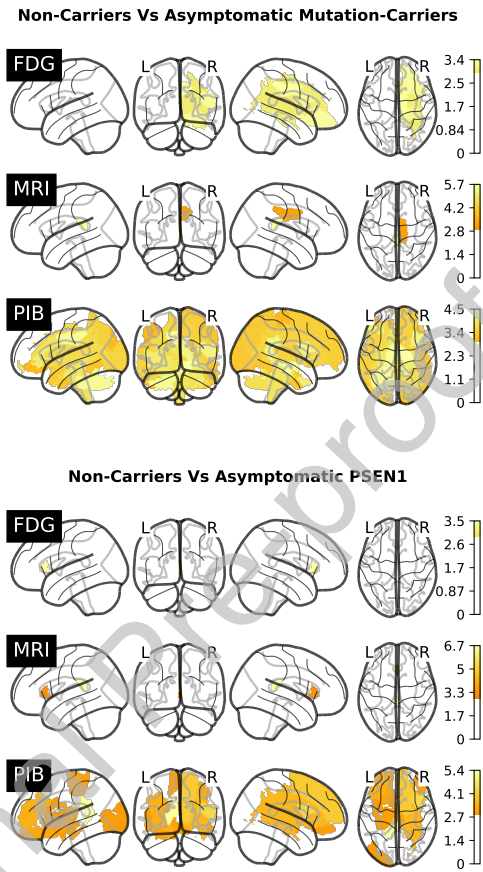 Non-Carriers Vs Asymptomatic Mutation-Carriers
FDG
L R L R
3.4
2.5
1.7
0.84
0
MRI
L R L R
5.7
4.2
2.8
1.4
0
PIB
L R L R
4.5
3.4
2.3
1.1
0
Non-Carriers Vs Asymptomatic PSEN1
FDG
L R L R
3.5
2.6
1.7
0.87
0
MRI
L R L R
6.7
5
3.3
1.7
0
PIB
L R L R
5.4
4.1
2.7
1.4
0
nal Pre-proof